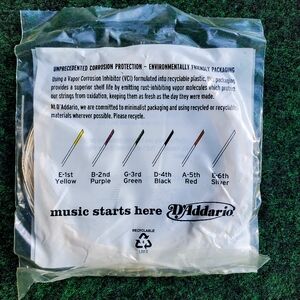 UNPRECEDENTED CORROSION PROTECTION - ENVIRONMENTALLY FRIENDLY PACKAGING
Using a Vapor Corrosion Inhibitor (VCI) formulated into recyclable plastic, this packaging
provides a superior shelf life by emitting rust-inhibiting vapor molecules which protect
our strings from oxidation, keeping them as fresh as the day they were made.
At D'Addario, we are committed to minimalist packaging and using recycled or recyclable
materials wherever possible. Please recycle.
E-1st B-2nd G-3rd D-4th A-5th E-6th
Yellow Purple Green Black Red Silver
music starts here D'Addario
RECYCLABLE